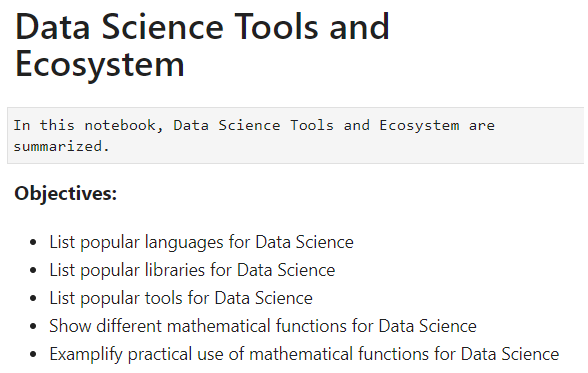 Data Science Tools and
Ecosystem
In this notebook, Data Science Tools and Ecosystem are
summarized.
Objectives:
• List popular languages for Data Science
• List popular libraries for Data Science
• List popular tools for Data Science
• Show different mathematical functions for Data Science
• Examplify practical use of mathematical functions for Data Science